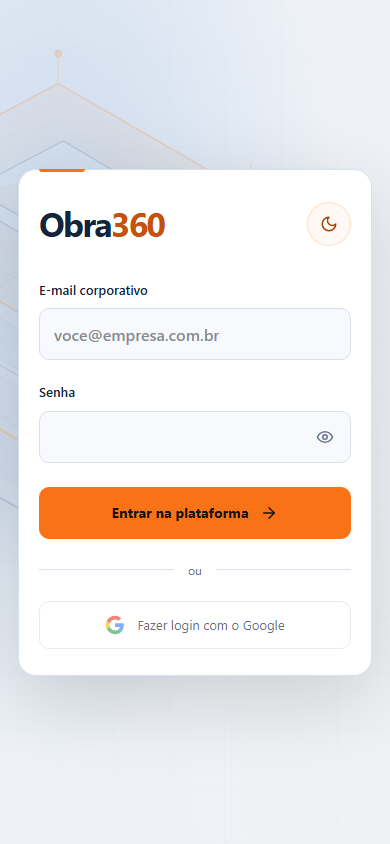 Obra360
E-mail corporativo
voce@empresa.com.br
Senha
Entrar na plataforma
ou
Fazer login com o Google